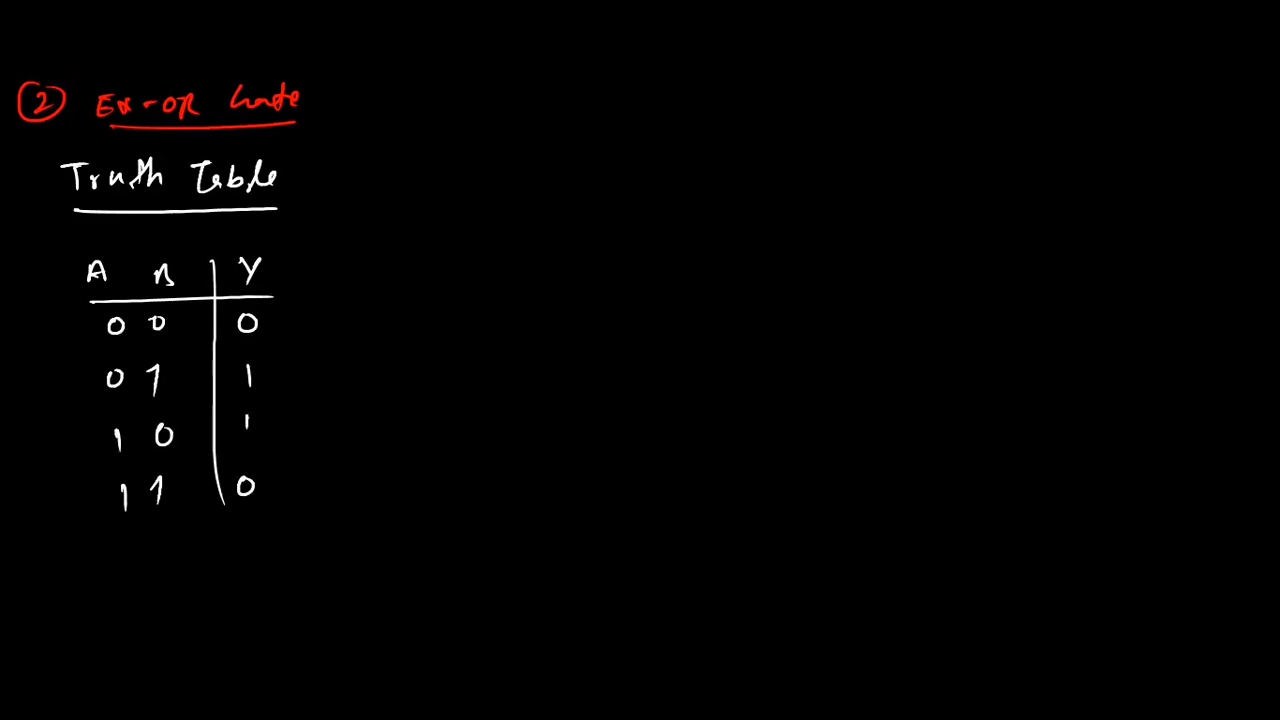 2 Ex-OR Gate
Truth Table
A B Y
0 0 0
0 1 1
1 0 1
1 1 0